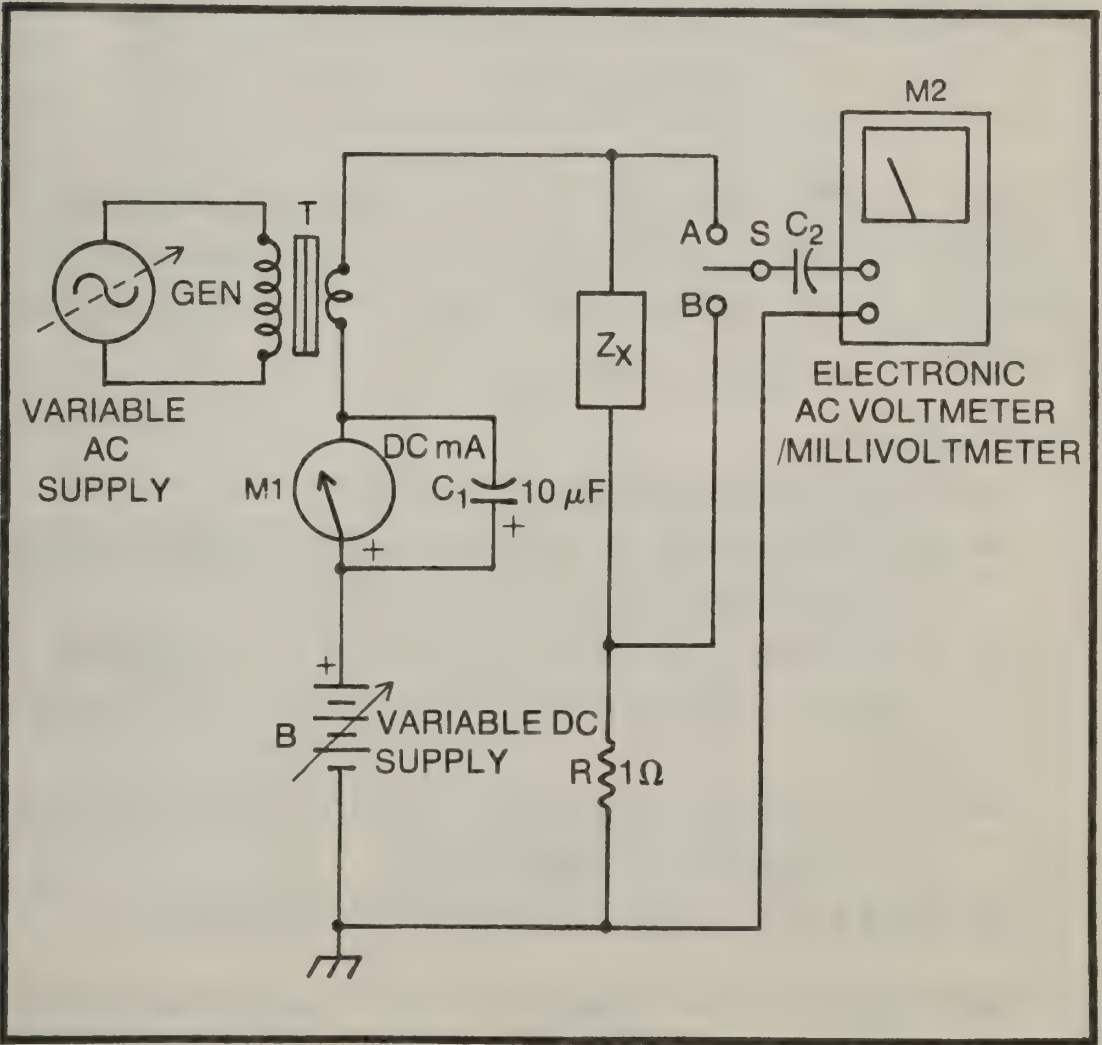 M2
T
A
S
C₂
GEN
B
Zx
VARIABLE
AC
SUPPLY
ELECTRONIC
AC VOLTMETER
/MILLIVOLTMETER
DC mA
M1
C₁
10 μF
+
+
+
B
VARIABLE DC
SUPPLY
R
1Ω